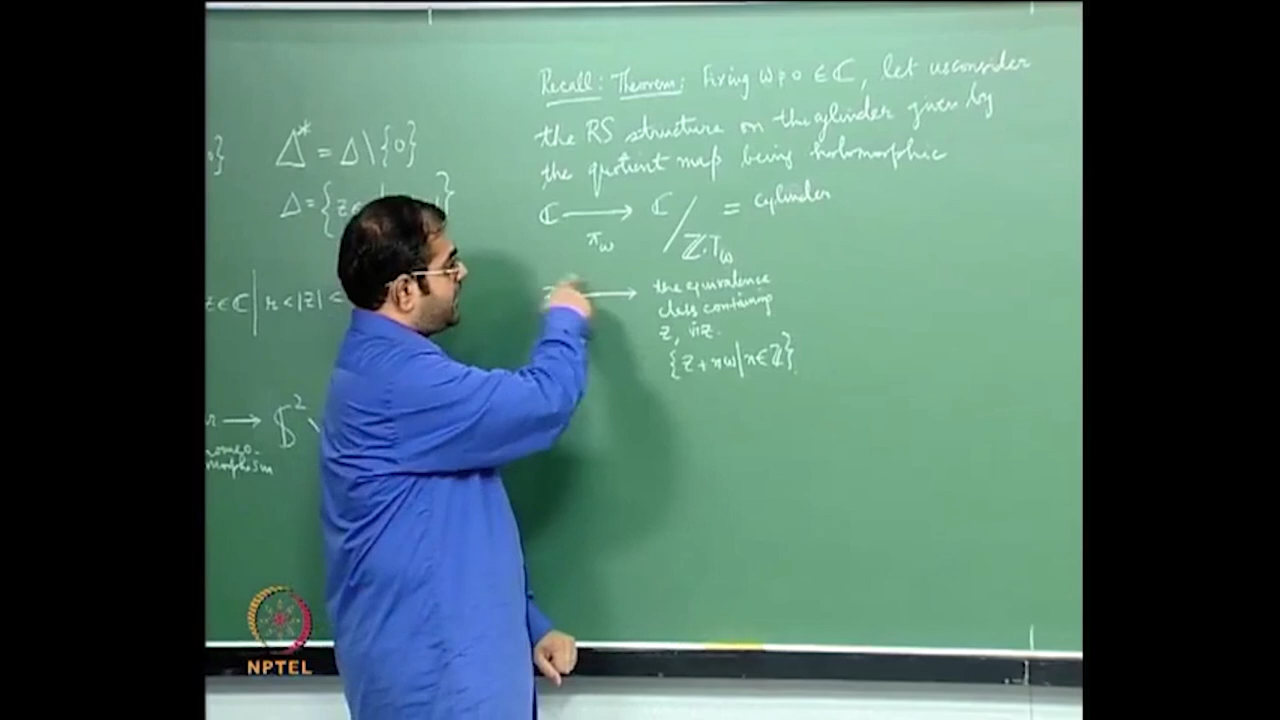 0}
Δ* = Δ\{0}
Δ = {z
z∈ℂ | r<|z|<
r ⟶ 𝕊² \
homeo-
morphism
Recall: Theorem: Fixing ω≠0 ∈ ℂ, let us consider
the RS structure on the cylinder given by
the quotient map being holomorphic
ℂ ⟶ ℂ / ℤ·T_ω = cylinder
π_ω
⟶ the equivalence
class containing
z, viz.
{z + nω | n∈ℤ}.
NPTEL